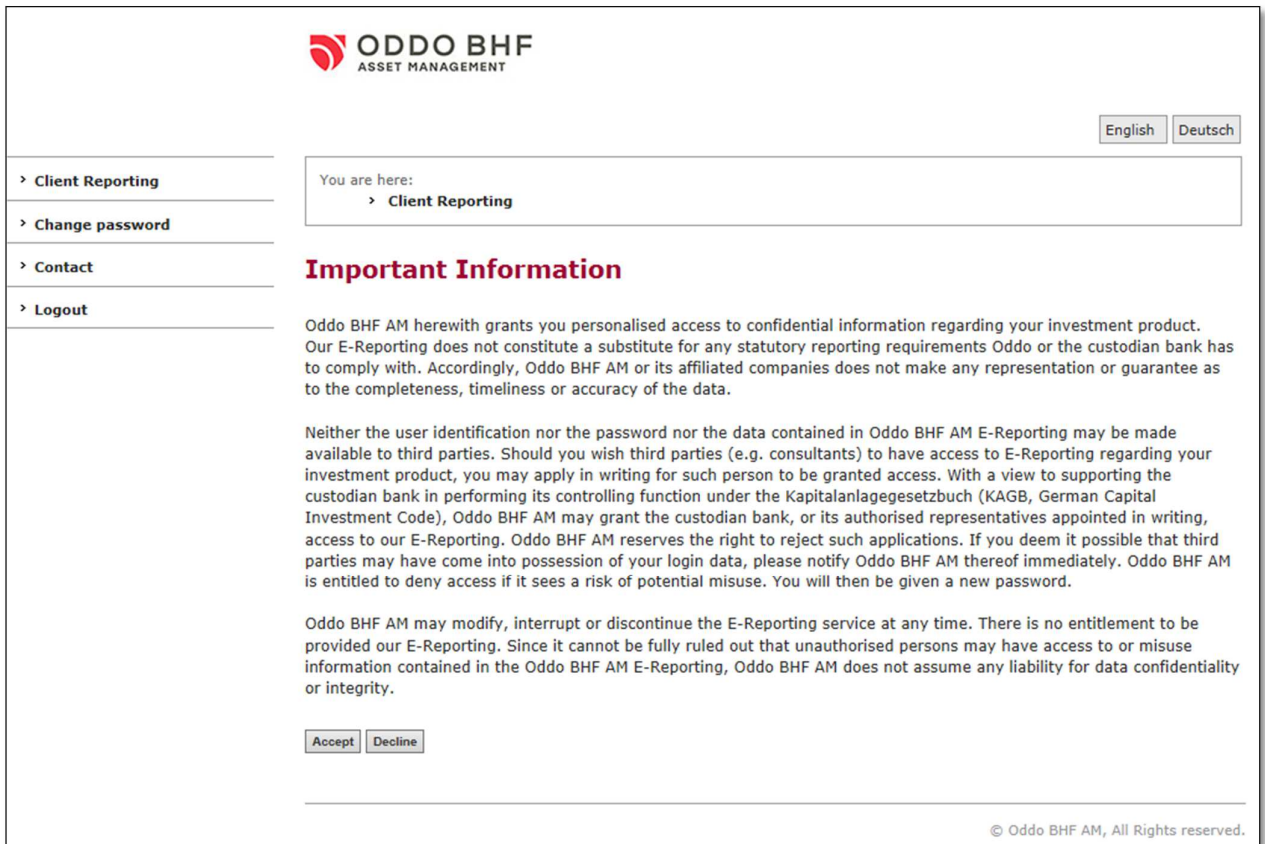 ODDO BHF
ASSET MANAGEMENT
English Deutsch
› Client Reporting
› Change password
› Contact
› Logout
You are here:
› Client Reporting
Important Information
Oddo BHF AM herewith grants you personalised access to confidential information regarding your investment product.
Our E-Reporting does not constitute a substitute for any statutory reporting requirements Oddo or the custodian bank has
to comply with. Accordingly, Oddo BHF AM or its affiliated companies does not make any representation or guarantee as
to the completeness, timeliness or accuracy of the data.
Neither the user identification nor the password nor the data contained in Oddo BHF AM E-Reporting may be made
available to third parties. Should you wish third parties (e.g. consultants) to have access to E-Reporting regarding your
investment product, you may apply in writing for such person to be granted access. With a view to supporting the
custodian bank in performing its controlling function under the Kapitalanlagegesetzbuch (KAGB, German Capital
Investment Code), Oddo BHF AM may grant the custodian bank, or its authorised representatives appointed in writing,
access to our E-Reporting. Oddo BHF AM reserves the right to reject such applications. If you deem it possible that third
parties may have come into possession of your login data, please notify Oddo BHF AM thereof immediately. Oddo BHF AM
is entitled to deny access if it sees a risk of potential misuse. You will then be given a new password.
Oddo BHF AM may modify, interrupt or discontinue the E-Reporting service at any time. There is no entitlement to be
provided our E-Reporting. Since it cannot be fully ruled out that unauthorised persons may have access to or misuse
information contained in the Oddo BHF AM E-Reporting, Oddo BHF AM does not assume any liability for data confidentiality
or integrity.
Accept Decline
© Oddo BHF AM, All Rights reserved.